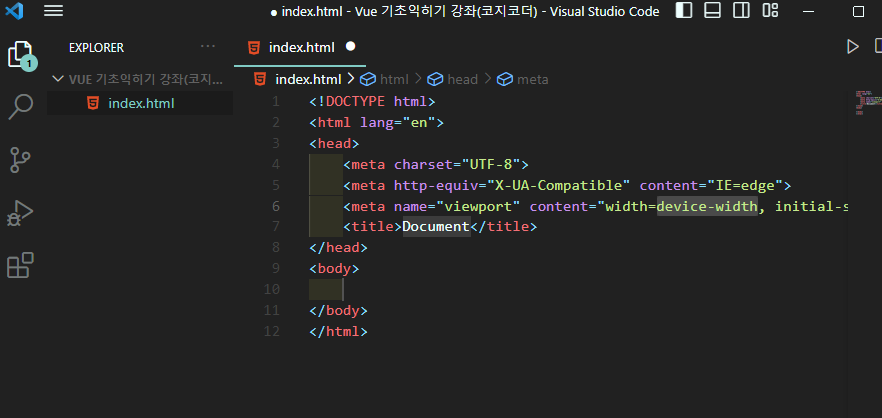 ● index.html - Vue 기초익히기 강좌(코지코더) - Visual Studio Code
EXPLORER
VUE 기초익히기 강좌(코지...
index.html
1
index.html ●
index.html > html > head > meta
1 <!DOCTYPE html>
2 <html lang="en">
3 <head>
4 <meta charset="UTF-8">
5 <meta http-equiv="X-UA-Compatible" content="IE=edge">
6 <meta name="viewport" content="width=device-width, initial-s
7 <title>Document</title>
8 </head>
9 <body>
10
11 </body>
12 </html>